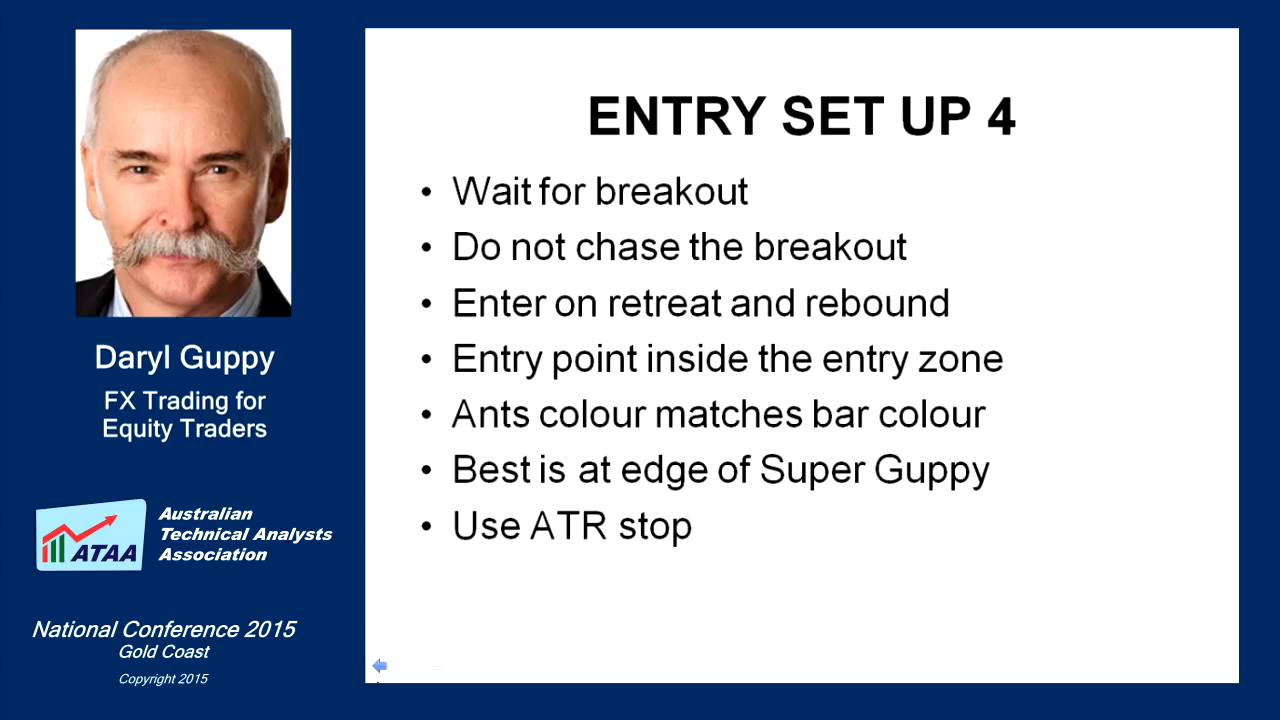 Daryl Guppy
FX Trading for
Equity Traders
ATAA
Australian
Technical Analysts
Association
National Conference 2015
Gold Coast
Copyright 2015
ENTRY SET UP 4
• Wait for breakout
• Do not chase the breakout
• Enter on retreat and rebound
• Entry point inside the entry zone
• Ants colour matches bar colour
• Best is at edge of Super Guppy
• Use ATR stop